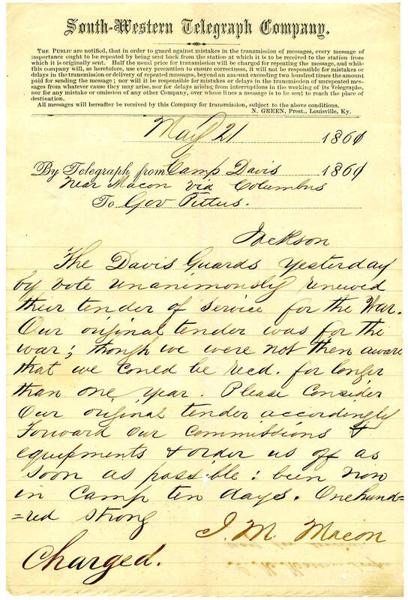 South-Western Telegraph Company.
THE PUBLIC are notified, that in order to guard against mistakes in the transmission of messages, every message of
importance ought to be repeated by being sent back from the station at which it is to be received to the station from
which it is originally sent. Half the usual price for transmission will be charged for repeating the message, and while
this company will, as heretofore, use every precaution to ensure correctness, it will not be responsible for mistakes or
delays in the transmission or delivery of repeated messages, beyond an amount exceeding two hundred times the amount
paid for sending the message; nor will it be responsible for mistakes or delays in the transmission of unrepeated mes-
sages from whatever cause they may arise, nor for delays arising from interruptions in the working of its Telegraphs,
nor for any mistake or omission of any other Company, over whose lines a message is to be sent to reach the place of
destination.
All messages will hereafter be received by this Company for transmission, subject to the above conditions.
N. GREEN, Prest., Louisville, Ky.
May 21 1861
By Telegraph from Camp Davis 1861
near Macon via Columbus
To Gov Pettus.
Jackson
The Davis Guards yesterday
by vote unanimously renewed
their tender of service for the War.
Our original tender was for the
war; though we were not then aware
that we could be recd. for longer
than one year. Please consider
Our original tender accordingly
Forward our commissions &
equipments & order us off as
soon as possible: been now
in Camp ten days. One hund-
=red strong
J. M. Macon
Charged.